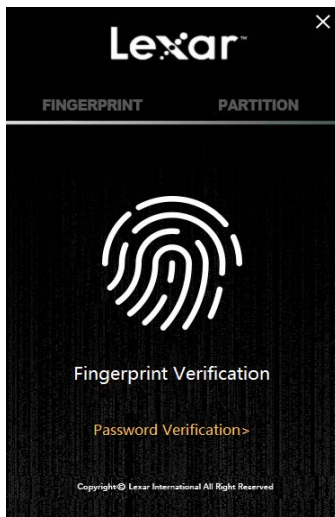 Lexar™
FINGERPRINT PARTITION
Fingerprint Verification
Password Verification>
Copyright© Lexar International All Right Reserved